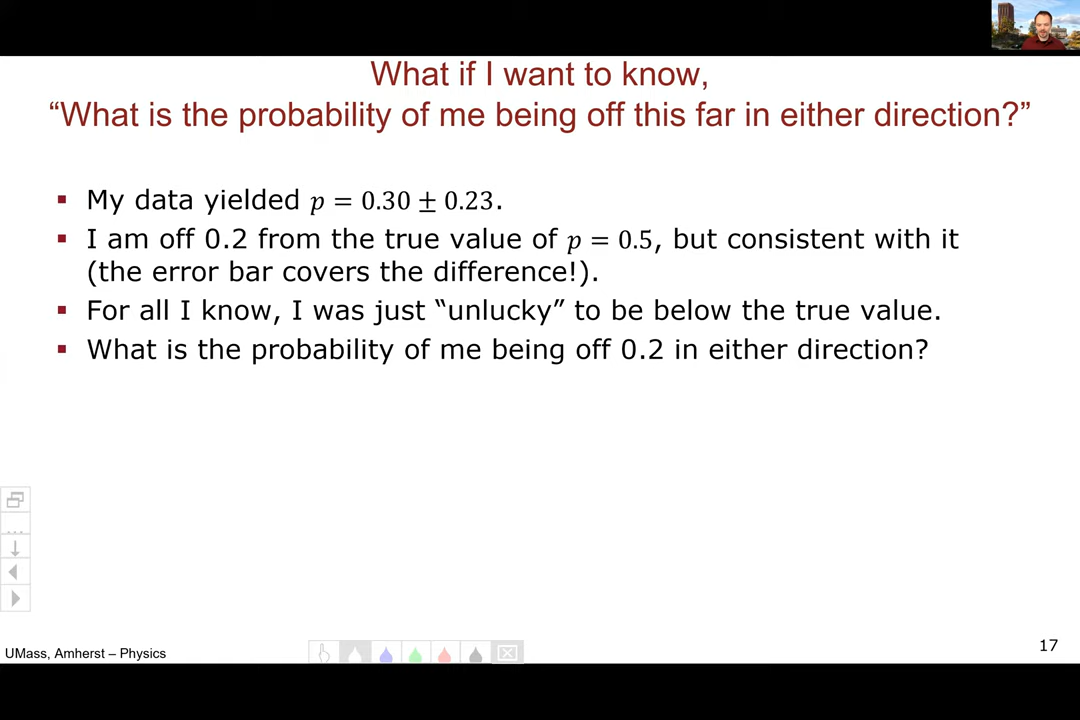 What if I want to know,
“What is the probability of me being off this far in either direction?”
▪ My data yielded p = 0.30 ± 0.23.
▪ I am off 0.2 from the true value of p = 0.5, but consistent with it
(the error bar covers the difference!).
▪ For all I know, I was just “unlucky” to be below the true value.
▪ What is the probability of me being off 0.2 in either direction?
UMass, Amherst – Physics
17